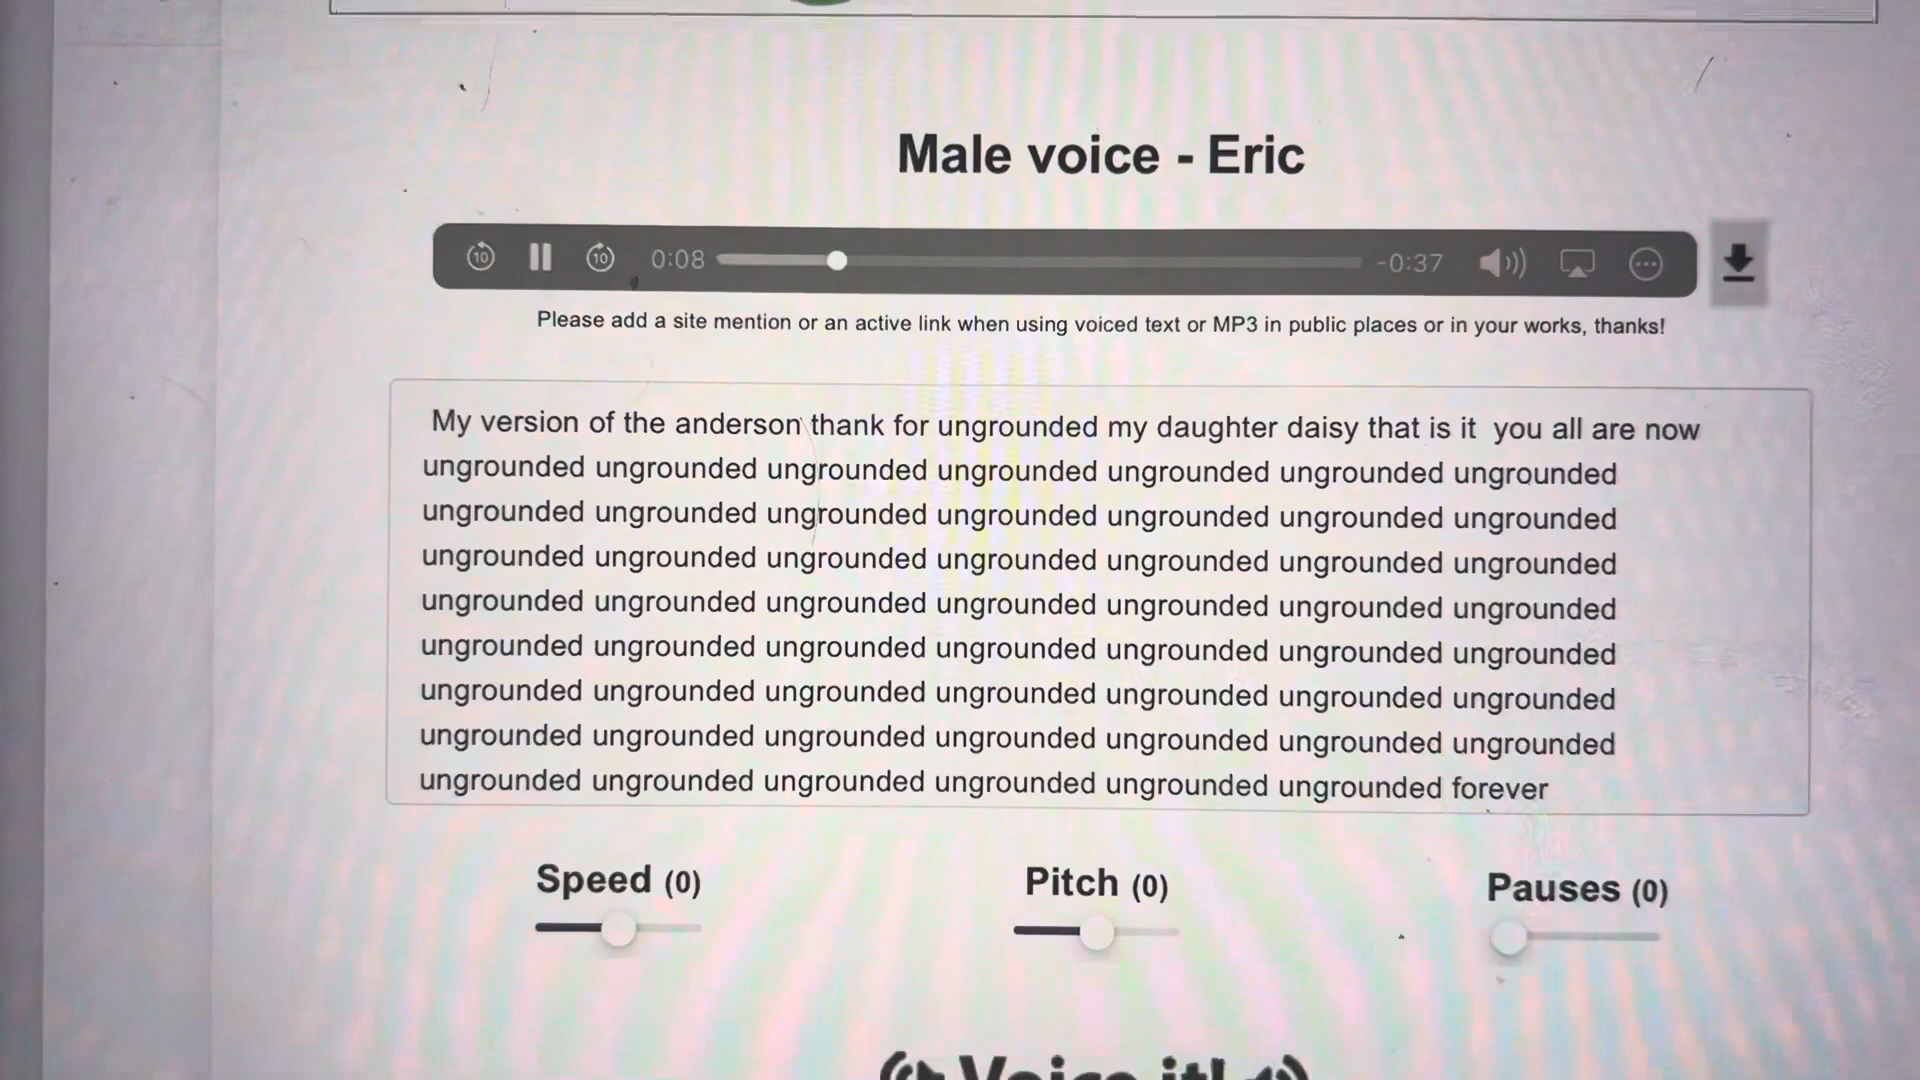 Male voice - Eric
10 10 0:08 -0:37
Please add a site mention or an active link when using voiced text or MP3 in public places or in your works, thanks!
My version of the anderson thank for ungrounded my daughter daisy that is it you all are now
ungrounded ungrounded ungrounded ungrounded ungrounded ungrounded ungrounded
ungrounded ungrounded ungrounded ungrounded ungrounded ungrounded ungrounded
ungrounded ungrounded ungrounded ungrounded ungrounded ungrounded ungrounded
ungrounded ungrounded ungrounded ungrounded ungrounded ungrounded ungrounded
ungrounded ungrounded ungrounded ungrounded ungrounded ungrounded ungrounded
ungrounded ungrounded ungrounded ungrounded ungrounded ungrounded ungrounded
ungrounded ungrounded ungrounded ungrounded ungrounded ungrounded ungrounded
ungrounded ungrounded ungrounded ungrounded ungrounded ungrounded forever
Speed (0) Pitch (0) Pauses (0)
Voice it!